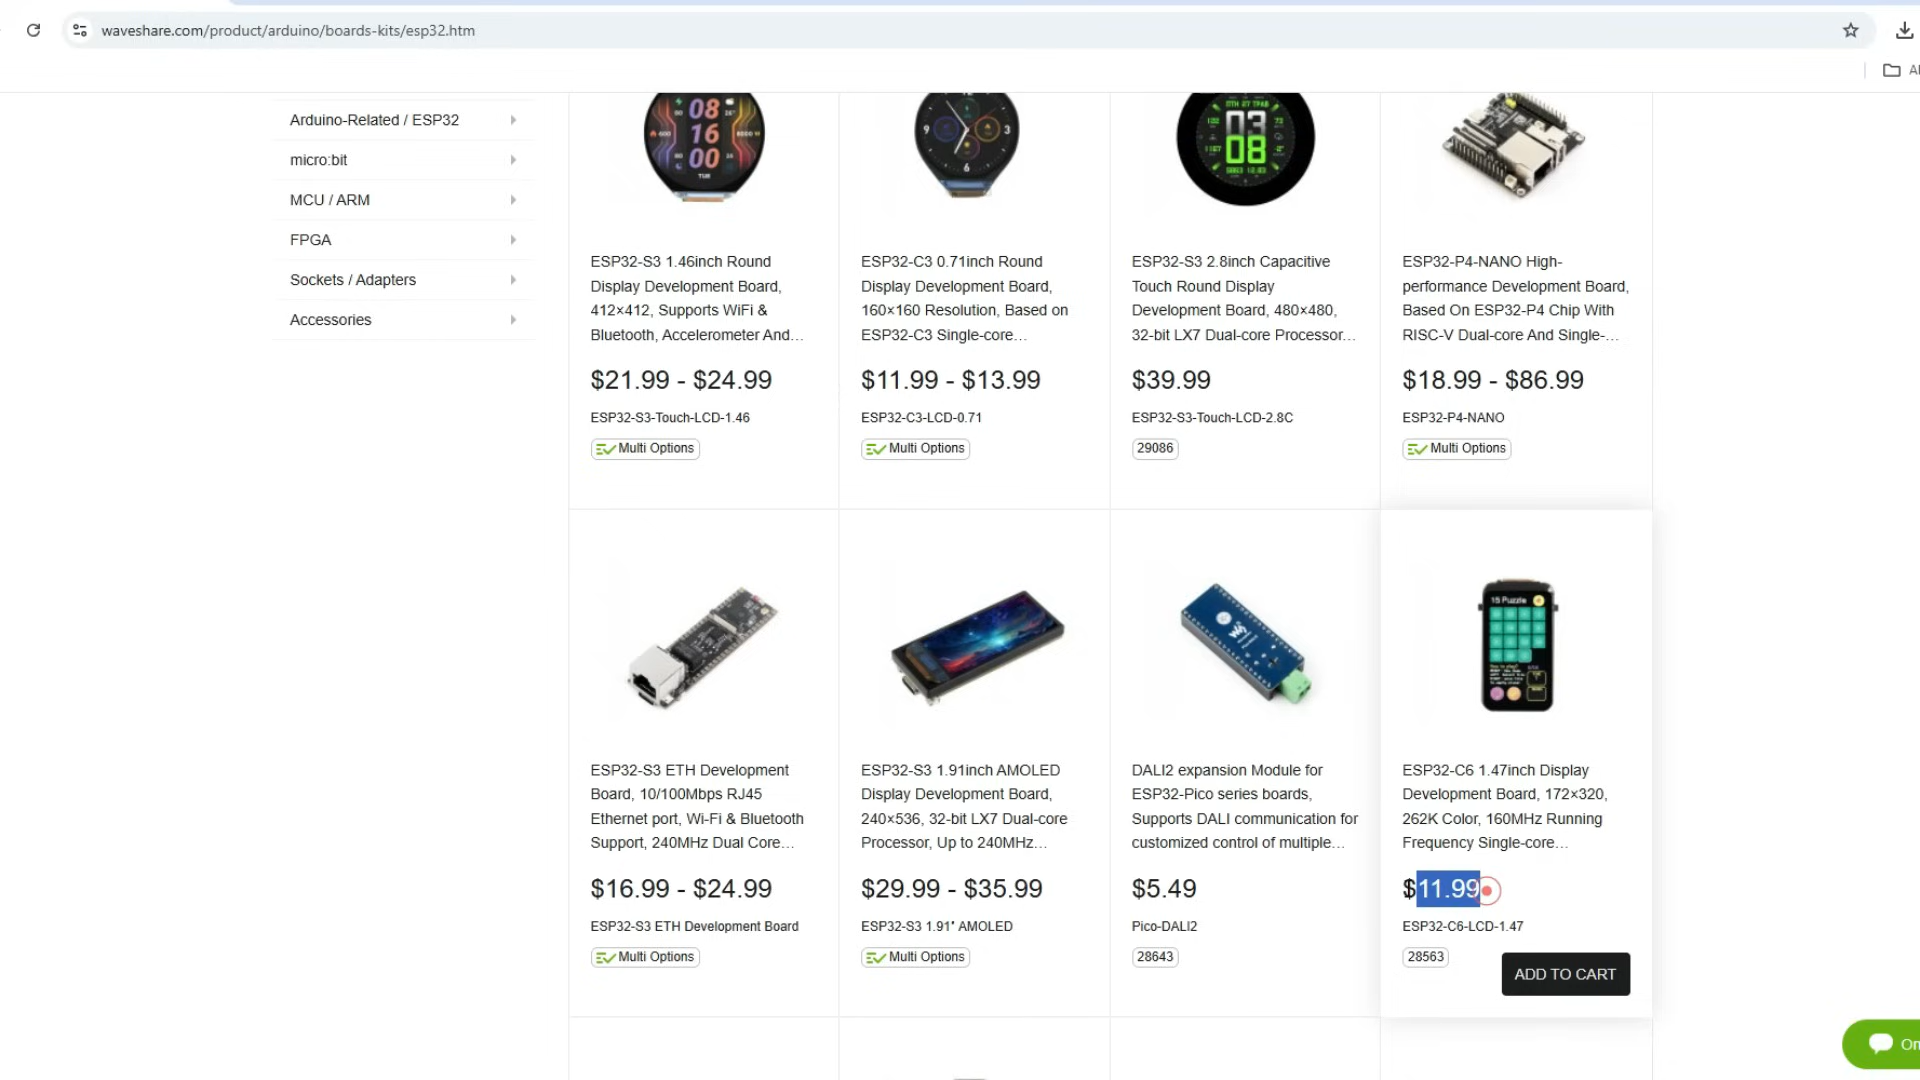 waveshare.com/product/arduino/boards-kits/esp32.htm
Arduino-Related / ESP32
micro:bit
MCU / ARM
FPGA
Sockets / Adapters
Accessories
08
16
00
TUE
9
3
6
03
08
ESP32-S3 1.46inch Round
Display Development Board,
412×412, Supports WiFi &
Bluetooth, Accelerometer And...
$21.99 - $24.99
ESP32-S3-Touch-LCD-1.46
Multi Options
ESP32-C3 0.71inch Round
Display Development Board,
160×160 Resolution, Based on
ESP32-C3 Single-core...
$11.99 - $13.99
ESP32-C3-LCD-0.71
Multi Options
ESP32-S3 2.8inch Capacitive
Touch Round Display
Development Board, 480×480,
32-bit LX7 Dual-core Processor...
$39.99
ESP32-S3-Touch-LCD-2.8C
29086
ESP32-P4-NANO High-
performance Development Board,
Based On ESP32-P4 Chip With
RISC-V Dual-core And Single-...
$18.99 - $86.99
ESP32-P4-NANO
Multi Options
15 Puzzle
ESP32-S3 ETH Development
Board, 10/100Mbps RJ45
Ethernet port, Wi-Fi & Bluetooth
Support, 240MHz Dual Core...
$16.99 - $24.99
ESP32-S3 ETH Development Board
Multi Options
ESP32-S3 1.91inch AMOLED
Display Development Board,
240×536, 32-bit LX7 Dual-core
Processor, Up to 240MHz...
$29.99 - $35.99
ESP32-S3 1.91" AMOLED
Multi Options
DALI2 expansion Module for
ESP32-Pico series boards,
Supports DALI communication for
customized control of multiple...
$5.49
Pico-DALI2
28643
ESP32-C6 1.47inch Display
Development Board, 172×320,
262K Color, 160MHz Running
Frequency Single-core...
$11.99
ESP32-C6-LCD-1.47
28563
ADD TO CART